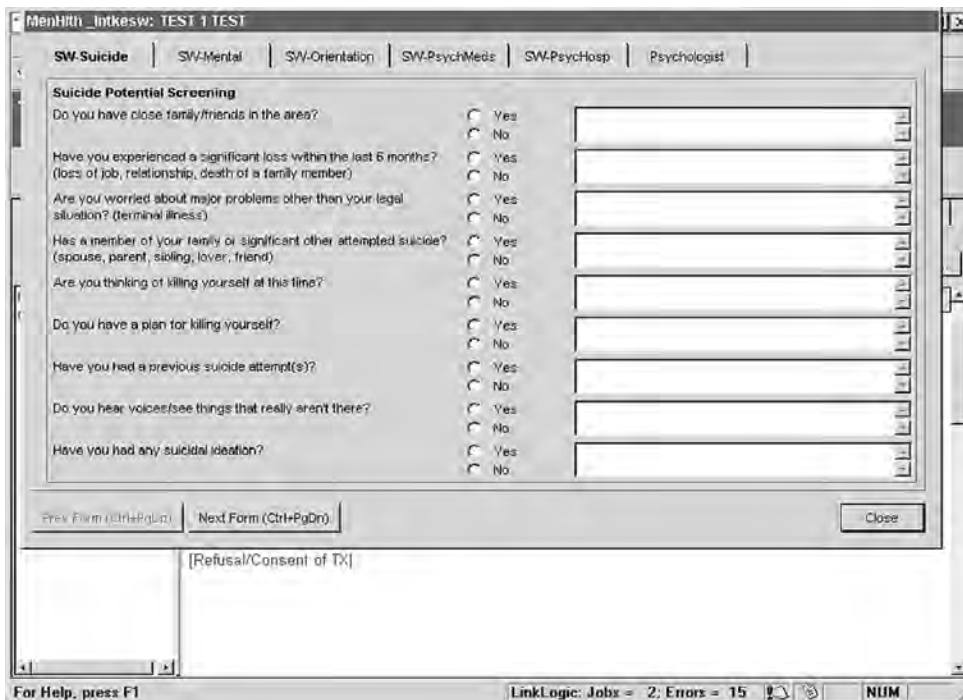 MenHlth _Intkesw: TEST 1 TEST
SW-Suicide SW-Mental SW-Orientation SW-PsychMeds SW-PsycHosp Psychologist
Suicide Potential Screening
Do you have close family/friends in the area? Yes
No
Have you experienced a significant loss within the last 6 months? Yes
(loss of job, relationship, death of a family member) No
Are you worried about major problems other than your legal Yes
situation? (terminal illness) No
Has a member of your family or significant other attempted suicide? Yes
(spouse, parent, sibling, lover, friend) No
Are you thinking of killing yourself at this time? Yes
No
Do you have a plan for killing yourself? Yes
No
Have you had a previous suicide attempt(s)? Yes
No
Do you hear voices/see things that really aren't there? Yes
No
Have you had any suicidal ideation? Yes
No
Prev Form (Ctrl+PgUp) Next Form (Ctrl+PgDn) Close
[Refusal/Consent of TX]
For Help, press F1 LinkLogic: Jobs = 2; Errors = 15 NUM